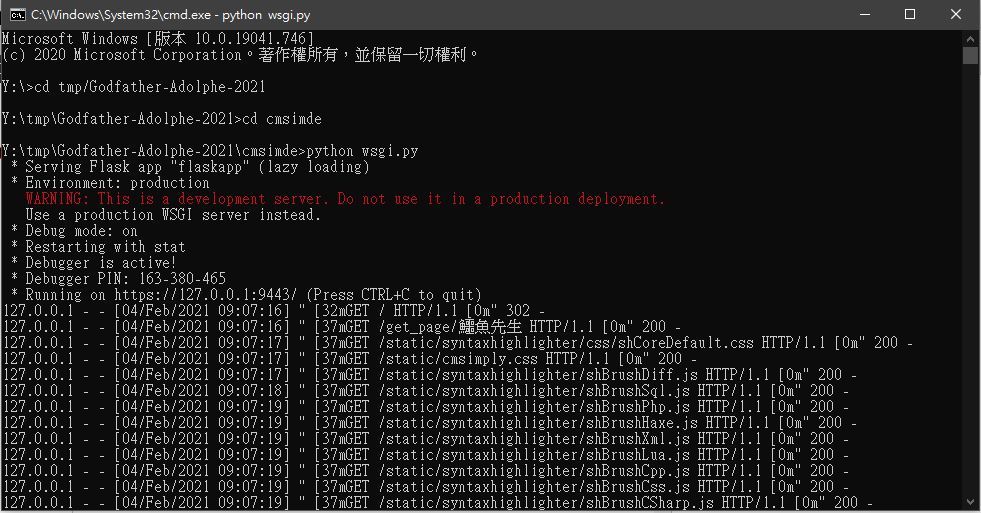 C:\Windows\System32\cmd.exe - python wsgi.py
Microsoft Windows [版本 10.0.19041.746]
(c) 2020 Microsoft Corporation。著作權所有，並保留一切權利。
Y:\>cd tmp/Godfather-Adolphe-2021
Y:\tmp\Godfather-Adolphe-2021>cd cmsimde
Y:\tmp\Godfather-Adolphe-2021\cmsimde>python wsgi.py
* Serving Flask app "flaskapp" (lazy loading)
* Environment: production
WARNING: This is a development server. Do not use it in a production deployment.
Use a production WSGI server instead.
* Debug mode: on
* Restarting with stat
* Debugger is active!
* Debugger PIN: 163-380-465
* Running on https://127.0.0.1:9443/ (Press CTRL+C to quit)
127.0.0.1 - - [04/Feb/2021 09:07:16] " [32mGET / HTTP/1.1 [0m" 302 -
127.0.0.1 - - [04/Feb/2021 09:07:16] " [37mGET /get_page/鱷魚先生 HTTP/1.1 [0m" 200 -
127.0.0.1 - - [04/Feb/2021 09:07:17] " [37mGET /static/syntaxhighlighter/css/shCoreDefault.css HTTP/1.1 [0m" 200 -
127.0.0.1 - - [04/Feb/2021 09:07:17] " [37mGET /static/cmsimply.css HTTP/1.1 [0m" 200 -
127.0.0.1 - - [04/Feb/2021 09:07:17] " [37mGET /static/syntaxhighlighter/shBrushDiff.js HTTP/1.1 [0m" 200 -
127.0.0.1 - - [04/Feb/2021 09:07:18] " [37mGET /static/syntaxhighlighter/shBrushSql.js HTTP/1.1 [0m" 200 -
127.0.0.1 - - [04/Feb/2021 09:07:19] " [37mGET /static/syntaxhighlighter/shBrushPhp.js HTTP/1.1 [0m" 200 -
127.0.0.1 - - [04/Feb/2021 09:07:19] " [37mGET /static/syntaxhighlighter/shBrushHaxe.js HTTP/1.1 [0m" 200 -
127.0.0.1 - - [04/Feb/2021 09:07:19] " [37mGET /static/syntaxhighlighter/shBrushXml.js HTTP/1.1 [0m" 200 -
127.0.0.1 - - [04/Feb/2021 09:07:19] " [37mGET /static/syntaxhighlighter/shBrushLua.js HTTP/1.1 [0m" 200 -
127.0.0.1 - - [04/Feb/2021 09:07:19] " [37mGET /static/syntaxhighlighter/shBrushCpp.js HTTP/1.1 [0m" 200 -
127.0.0.1 - - [04/Feb/2021 09:07:19] " [37mGET /static/syntaxhighlighter/shBrushCss.js HTTP/1.1 [0m" 200 -
127.0.0.1 - - [04/Feb/2021 09:07:19] " [37mGET /static/syntaxhighlighter/shBrushCSharp.js HTTP/1.1 [0m" 200 -